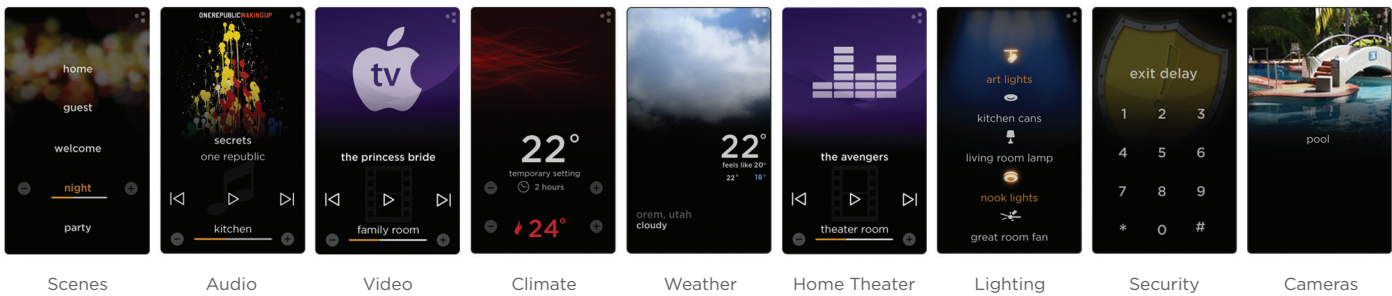 home
guest
welcome
night
party
Scenes
ONEREPUBLICWAKINGUP
secrets
one republic
kitchen
Audio
tv
the princess bride
family room
Video
22°
temporary setting
2 hours
24°
Climate
22°
feels like 20°
22° 18°
orem, utah
cloudy
Weather
the avengers
theater room
Home Theater
art lights
kitchen cans
living room lamp
nook lights
great room fan
Lighting
exit delay
1 2 3
4 5 6
7 8 9
* 0 #
Security
3
pool
Cameras